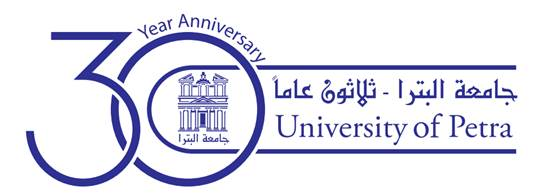 30 Year Anniversary
جامعة البترا
جامعة البترا - ثلاثون عاماً
University of Petra